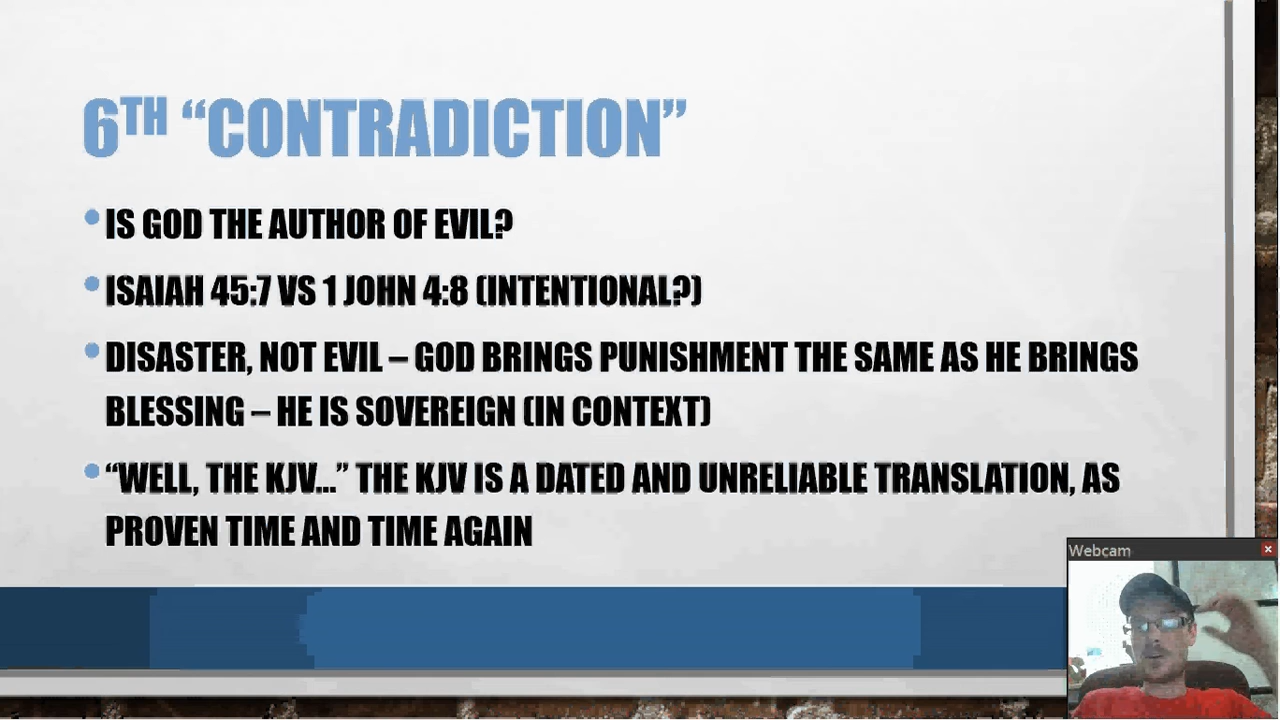 6TH “CONTRADICTION”
IS GOD THE AUTHOR OF EVIL?
ISAIAH 45:7 VS 1 JOHN 4:8 (INTENTIONAL?)
DISASTER, NOT EVIL – GOD BRINGS PUNISHMENT THE SAME AS HE BRINGS
BLESSING – HE IS SOVEREIGN (IN CONTEXT)
“WELL, THE KJV...” THE KJV IS A DATED AND UNRELIABLE TRANSLATION, AS
PROVEN TIME AND TIME AGAIN
Webcam